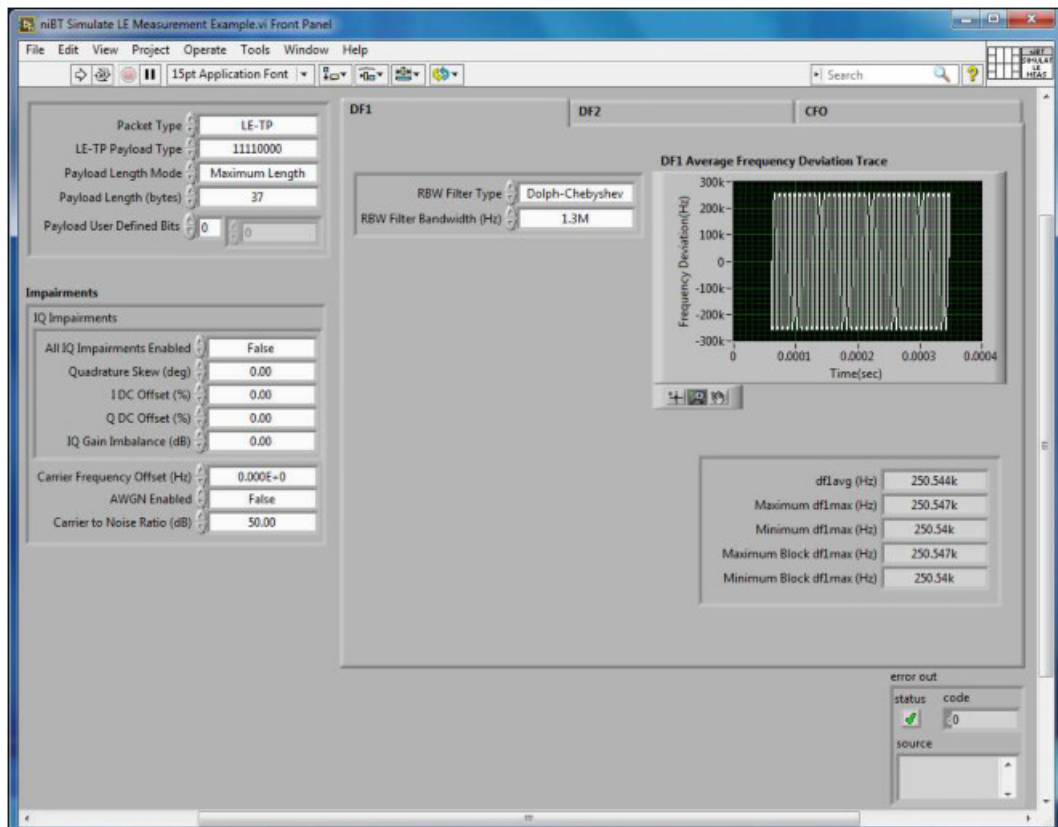 niBT Simulate LE Measurement Example.vi Front Panel
File Edit View Project Operate Tools Window Help
15pt Application Font
Search
niBT
SIMULAT
LE
MEAS
Packet Type LE-TP
LE-TP Payload Type 11110000
Payload Length Mode Maximum Length
Payload Length (bytes) 37
Payload User Defined Bits 0 0
Impairments
IQ Impairments
All IQ Impairments Enabled False
Quadrature Skew (deg) 0.00
I DC Offset (%) 0.00
Q DC Offset (%) 0.00
IQ Gain Imbalance (dB) 0.00
Carrier Frequency Offset (Hz) 0.000E+0
AWGN Enabled False
Carrier to Noise Ratio (dB) 50.00
DF1 DF2 CFO
RBW Filter Type Dolph-Chebyshev
RBW Filter Bandwidth (Hz) 1.3M
DF1 Average Frequency Deviation Trace
Frequency Deviation(Hz)
300k
200k
100k
0
-100k
-200k
-300k
0 0.0001 0.0002 0.0003 0.0004
Time(sec)
df1avg (Hz) 250.544k
Maximum df1max (Hz) 250.547k
Minimum df1max (Hz) 250.54k
Maximum Block df1max (Hz) 250.547k
Minimum Block df1max (Hz) 250.54k
error out
status code
0
source